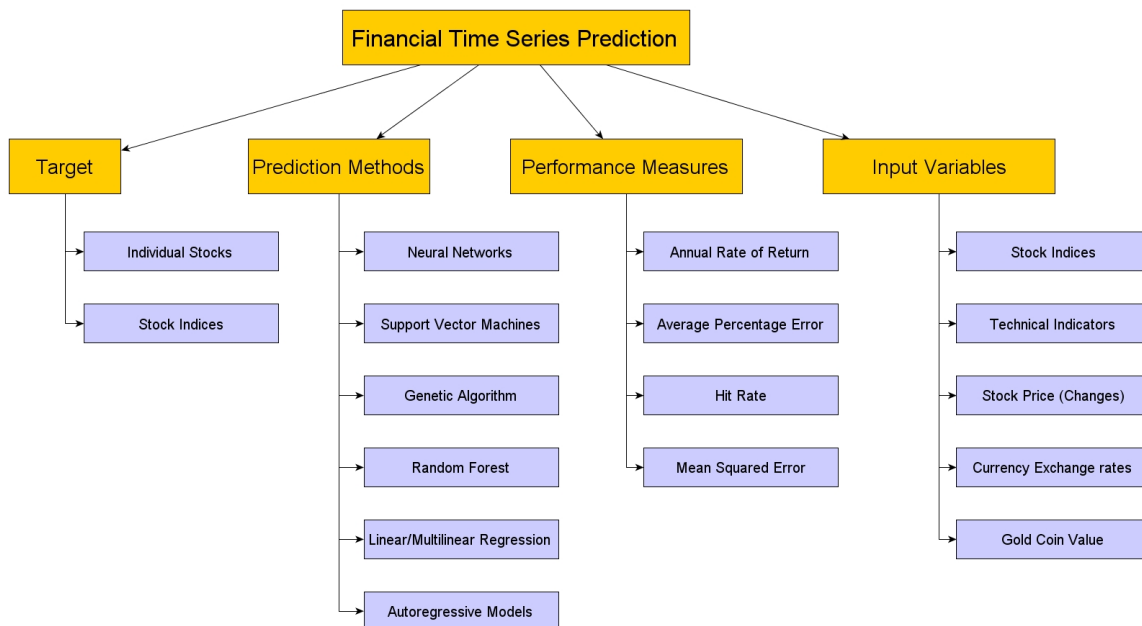 Financial Time Series Prediction
Target
Prediction Methods
Performance Measures
Input Variables
Individual Stocks
Stock Indices
Neural Networks
Support Vector Machines
Genetic Algorithm
Random Forest
Linear/Multilinear Regression
Autoregressive Models
Annual Rate of Return
Average Percentage Error
Hit Rate
Mean Squared Error
Stock Indices
Technical Indicators
Stock Price (Changes)
Currency Exchange rates
Gold Coin Value